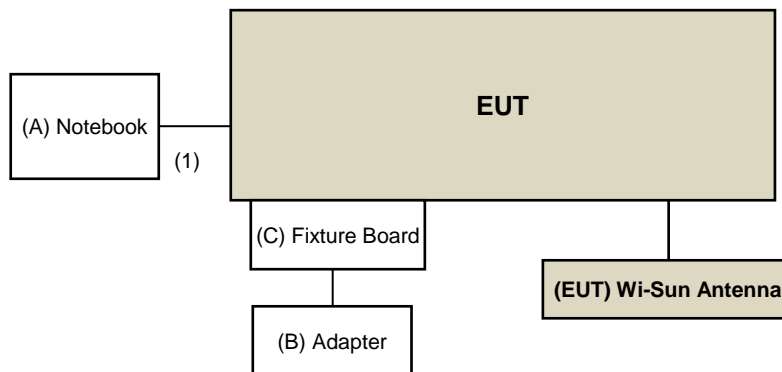 EUT
(A) Notebook
(1)
(C) Fixture Board
(EUT) Wi-Sun Antenna
(B) Adapter